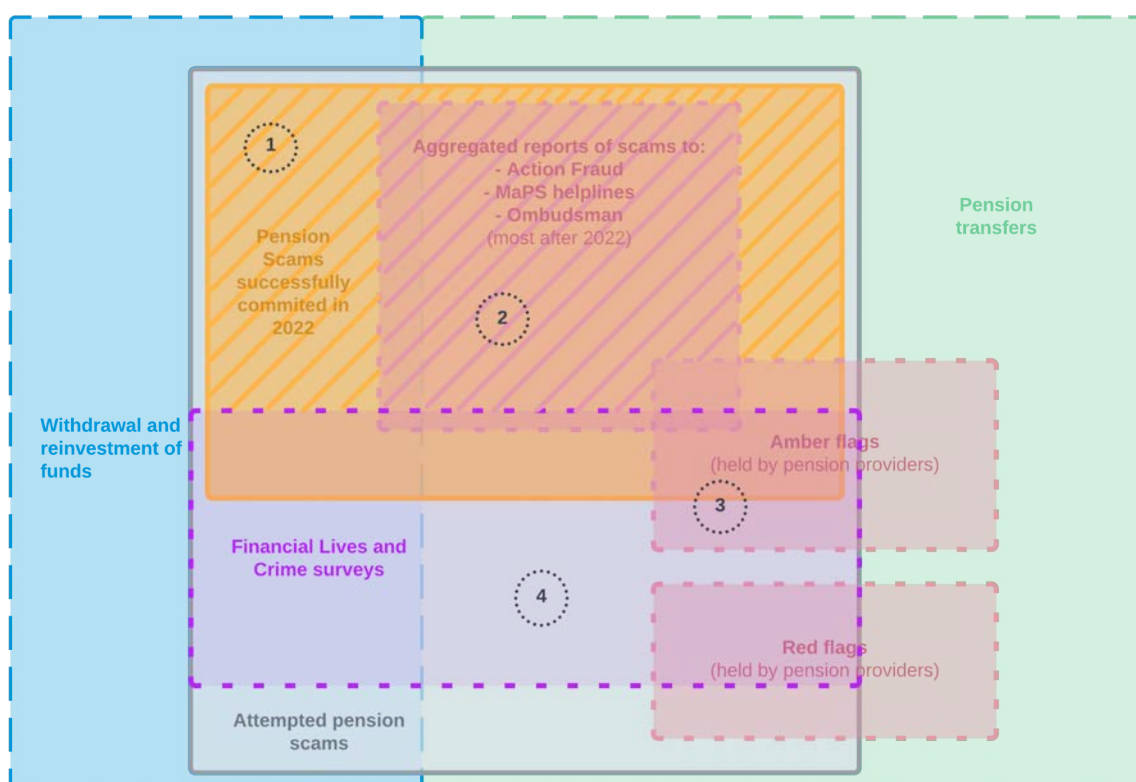 1
Aggregated reports of scams to:
- Action Fraud
- MaPS helplines
- Ombudsman
(most after 2022)
Pension
transfers
Pension
Scams
successfully
commited in
2022
2
Withdrawal and
reinvestment of
funds
Amber flags
(held by pension providers)
3
Financial Lives and
Crime surveys
4
Red flags
(held by pension providers)
Attempted pension
scams